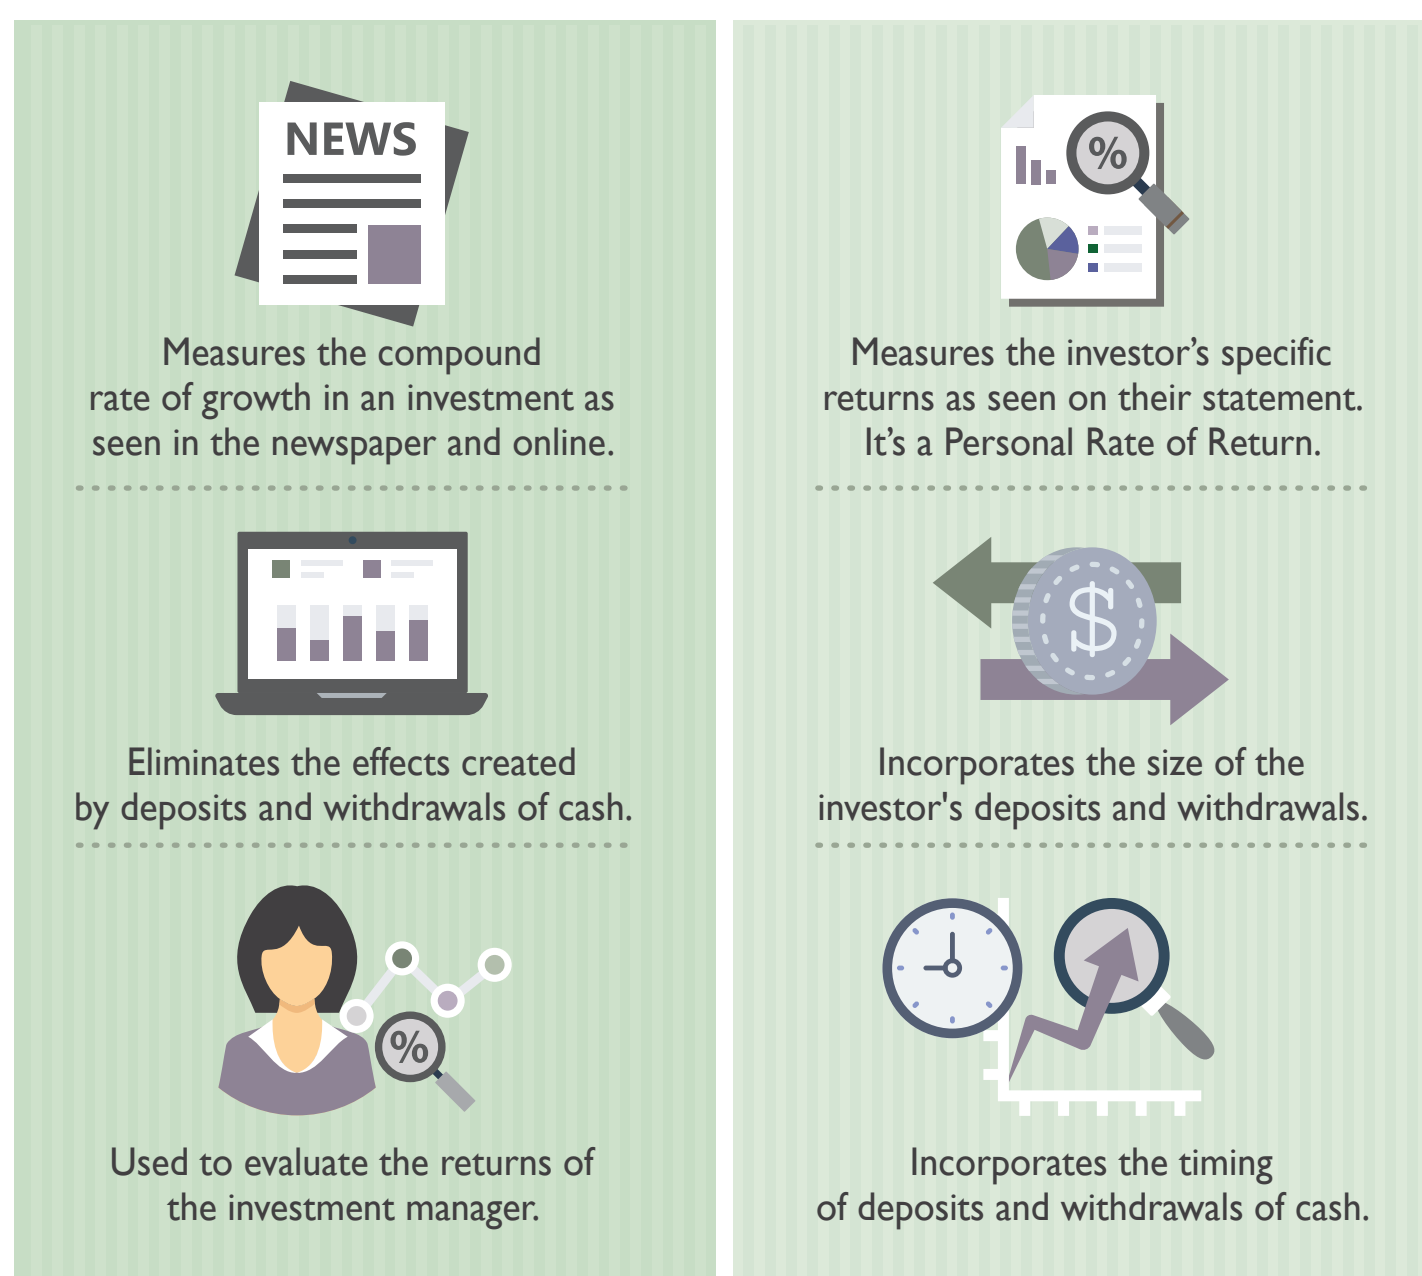 NEWS
Measures the compound
rate of growth in an investment as
seen in the newspaper and online.
Eliminates the effects created
by deposits and withdrawals of cash.
%
Used to evaluate the returns of
the investment manager.
%
Measures the investor’s specific
returns as seen on their statement.
It’s a Personal Rate of Return.
$
Incorporates the size of the
investor's deposits and withdrawals.
Incorporates the timing
of deposits and withdrawals of cash.